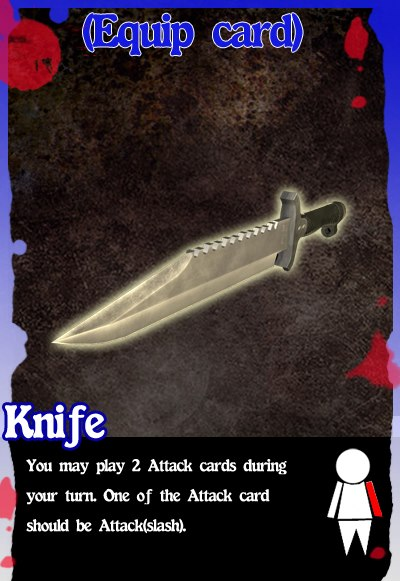 (Equip card)
Knife
You may play 2 Attack cards during
your turn. One of the Attack card
should be Attack(slash).